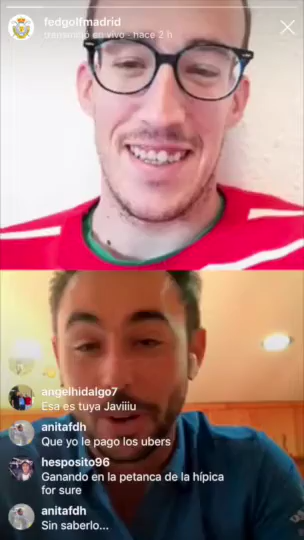 fedgolfmadrid
transmitió en vivo · hace 2 h
angelhidalgo7
Esa es tuya Javiiiu
anitafdh
Que yo le pago los ubers
hesposito96
Ganando en la petanca de la hípica
for sure
anitafdh
Sin saberlo...